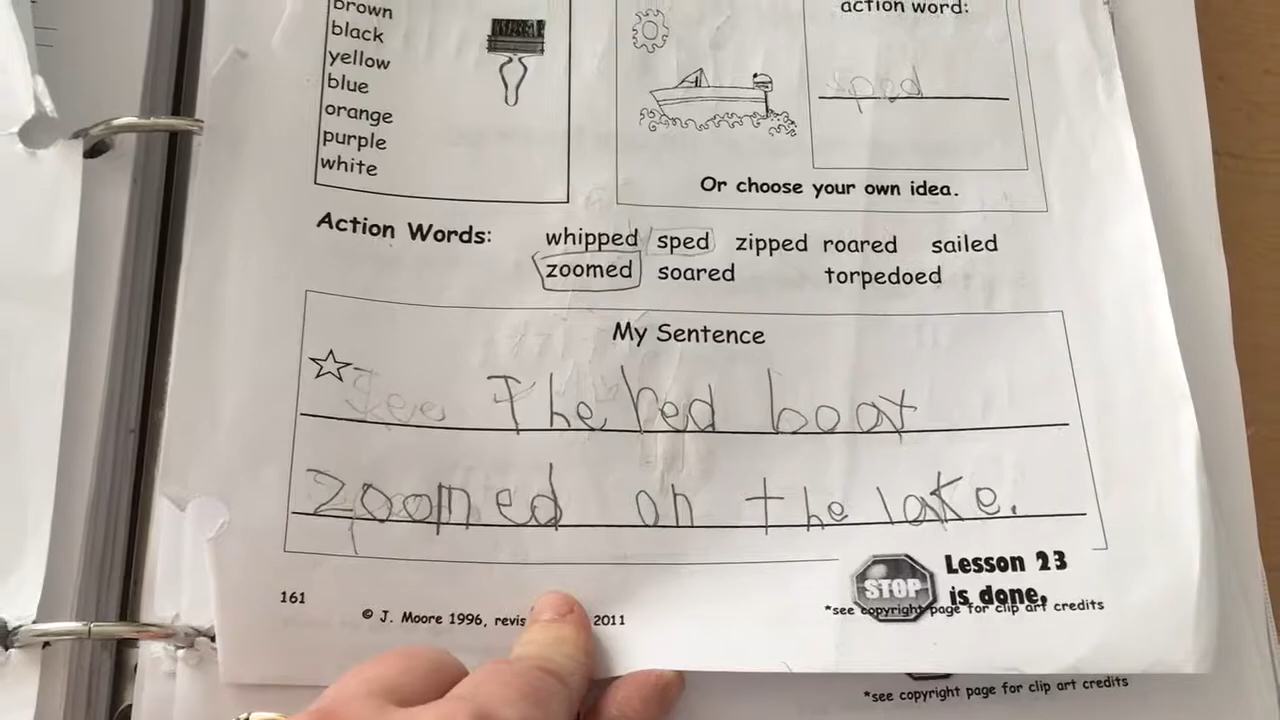 brown
black
yellow
blue
orange
purple
white
action word:
sped
Or choose your own idea.
Action Words: whipped sped zipped roared sailed
zoomed soared torpedoed
My Sentence
See The Red boat
zoomed on the lake.
STOP
Lesson 23
is done.
161
© J. Moore 1996, revis 2011
*see copyright page for clip art credits
*see copyright page for clip art credits